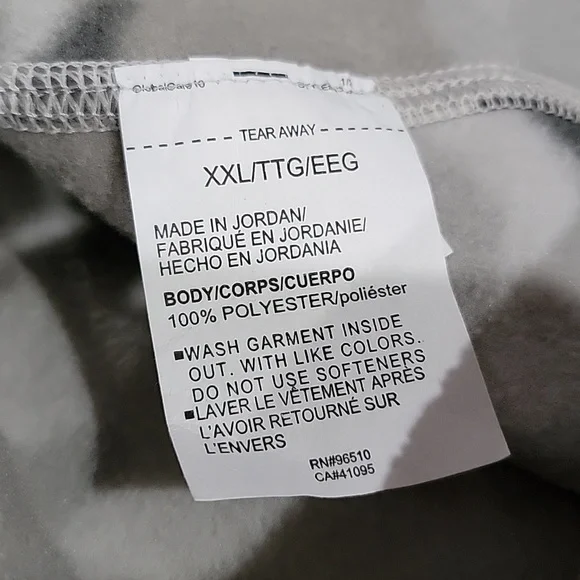 GlobalCare10
TEAR AWAY
XXL/TTG/EEG
MADE IN JORDAN/
FABRIQUÉ EN JORDANIE/
HECHO EN JORDANIA
BODY/CORPS/CUERPO
100% POLYESTER/poliéster
▪WASH GARMENT INSIDE
OUT. WITH LIKE COLORS.
DO NOT USE SOFTENERS
▪LAVER LE VÊTEMENT APRÈS
L'AVOIR RETOURNÉ SUR
L'ENVERS
RN#96510
CA#41095